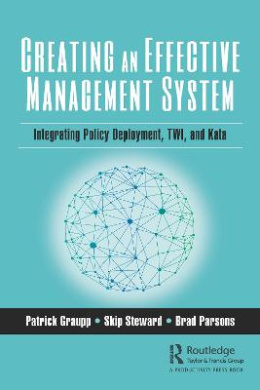 CREATING AN EFFECTIVE
MANAGEMENT SYSTEM
Integrating Policy Deployment, TWI, and Kata
Patrick Graupp • Skip Steward • Brad Parsons
Routledge
Taylor & Francis Group
A PRODUCTIVITY PRESS BOOK